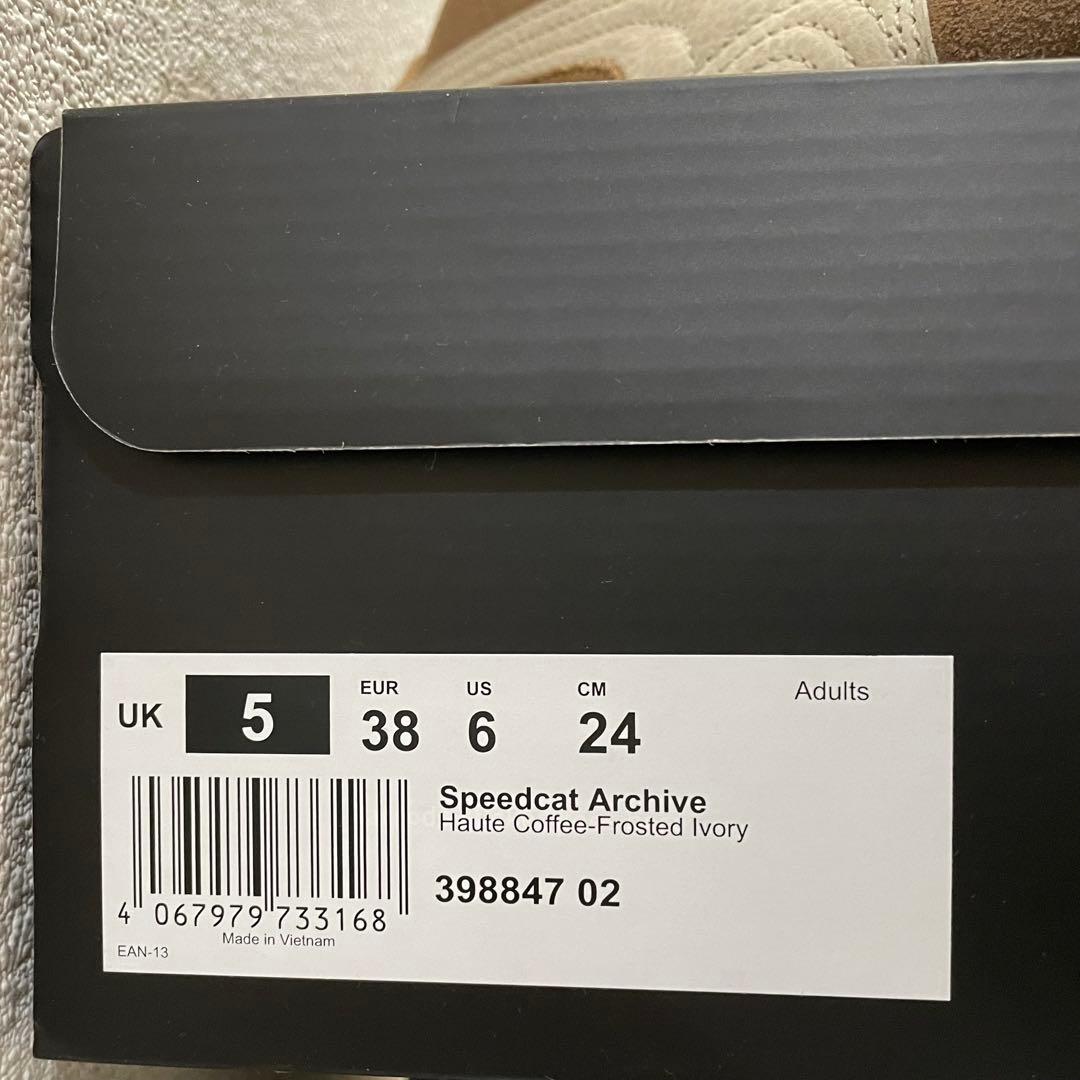 UK 5 EUR 38 US 6 CM 24 Adults
Speedcat Archive
Haute Coffee-Frosted Ivory
398847 02
4 067979 733168
Made in Vietnam
EAN-13